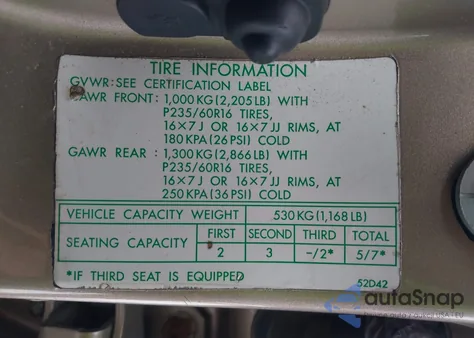 TIRE INFORMATION
GVWR: SEE CERTIFICATION LABEL
GAWR FRONT: 1,000 KG (2,205 LB) WITH
P235/60R16 TIRES,
16×7 J OR 16×7 JJ RIMS, AT
180 KPA (26 PSI) COLD
GAWR REAR : 1,300 KG (2,866 LB) WITH
P235/60R16 TIRES,
16×7 J OR 16×7 JJ RIMS, AT
250 KPA (36 PSI) COLD
VEHICLE CAPACITY WEIGHT 530 KG (1,168 LB)
SEATING CAPACITY FIRST SECOND THIRD TOTAL
2 3 -/2* 5/7*
*IF THIRD SEAT IS EQUIPPED
52D42
autoSnap